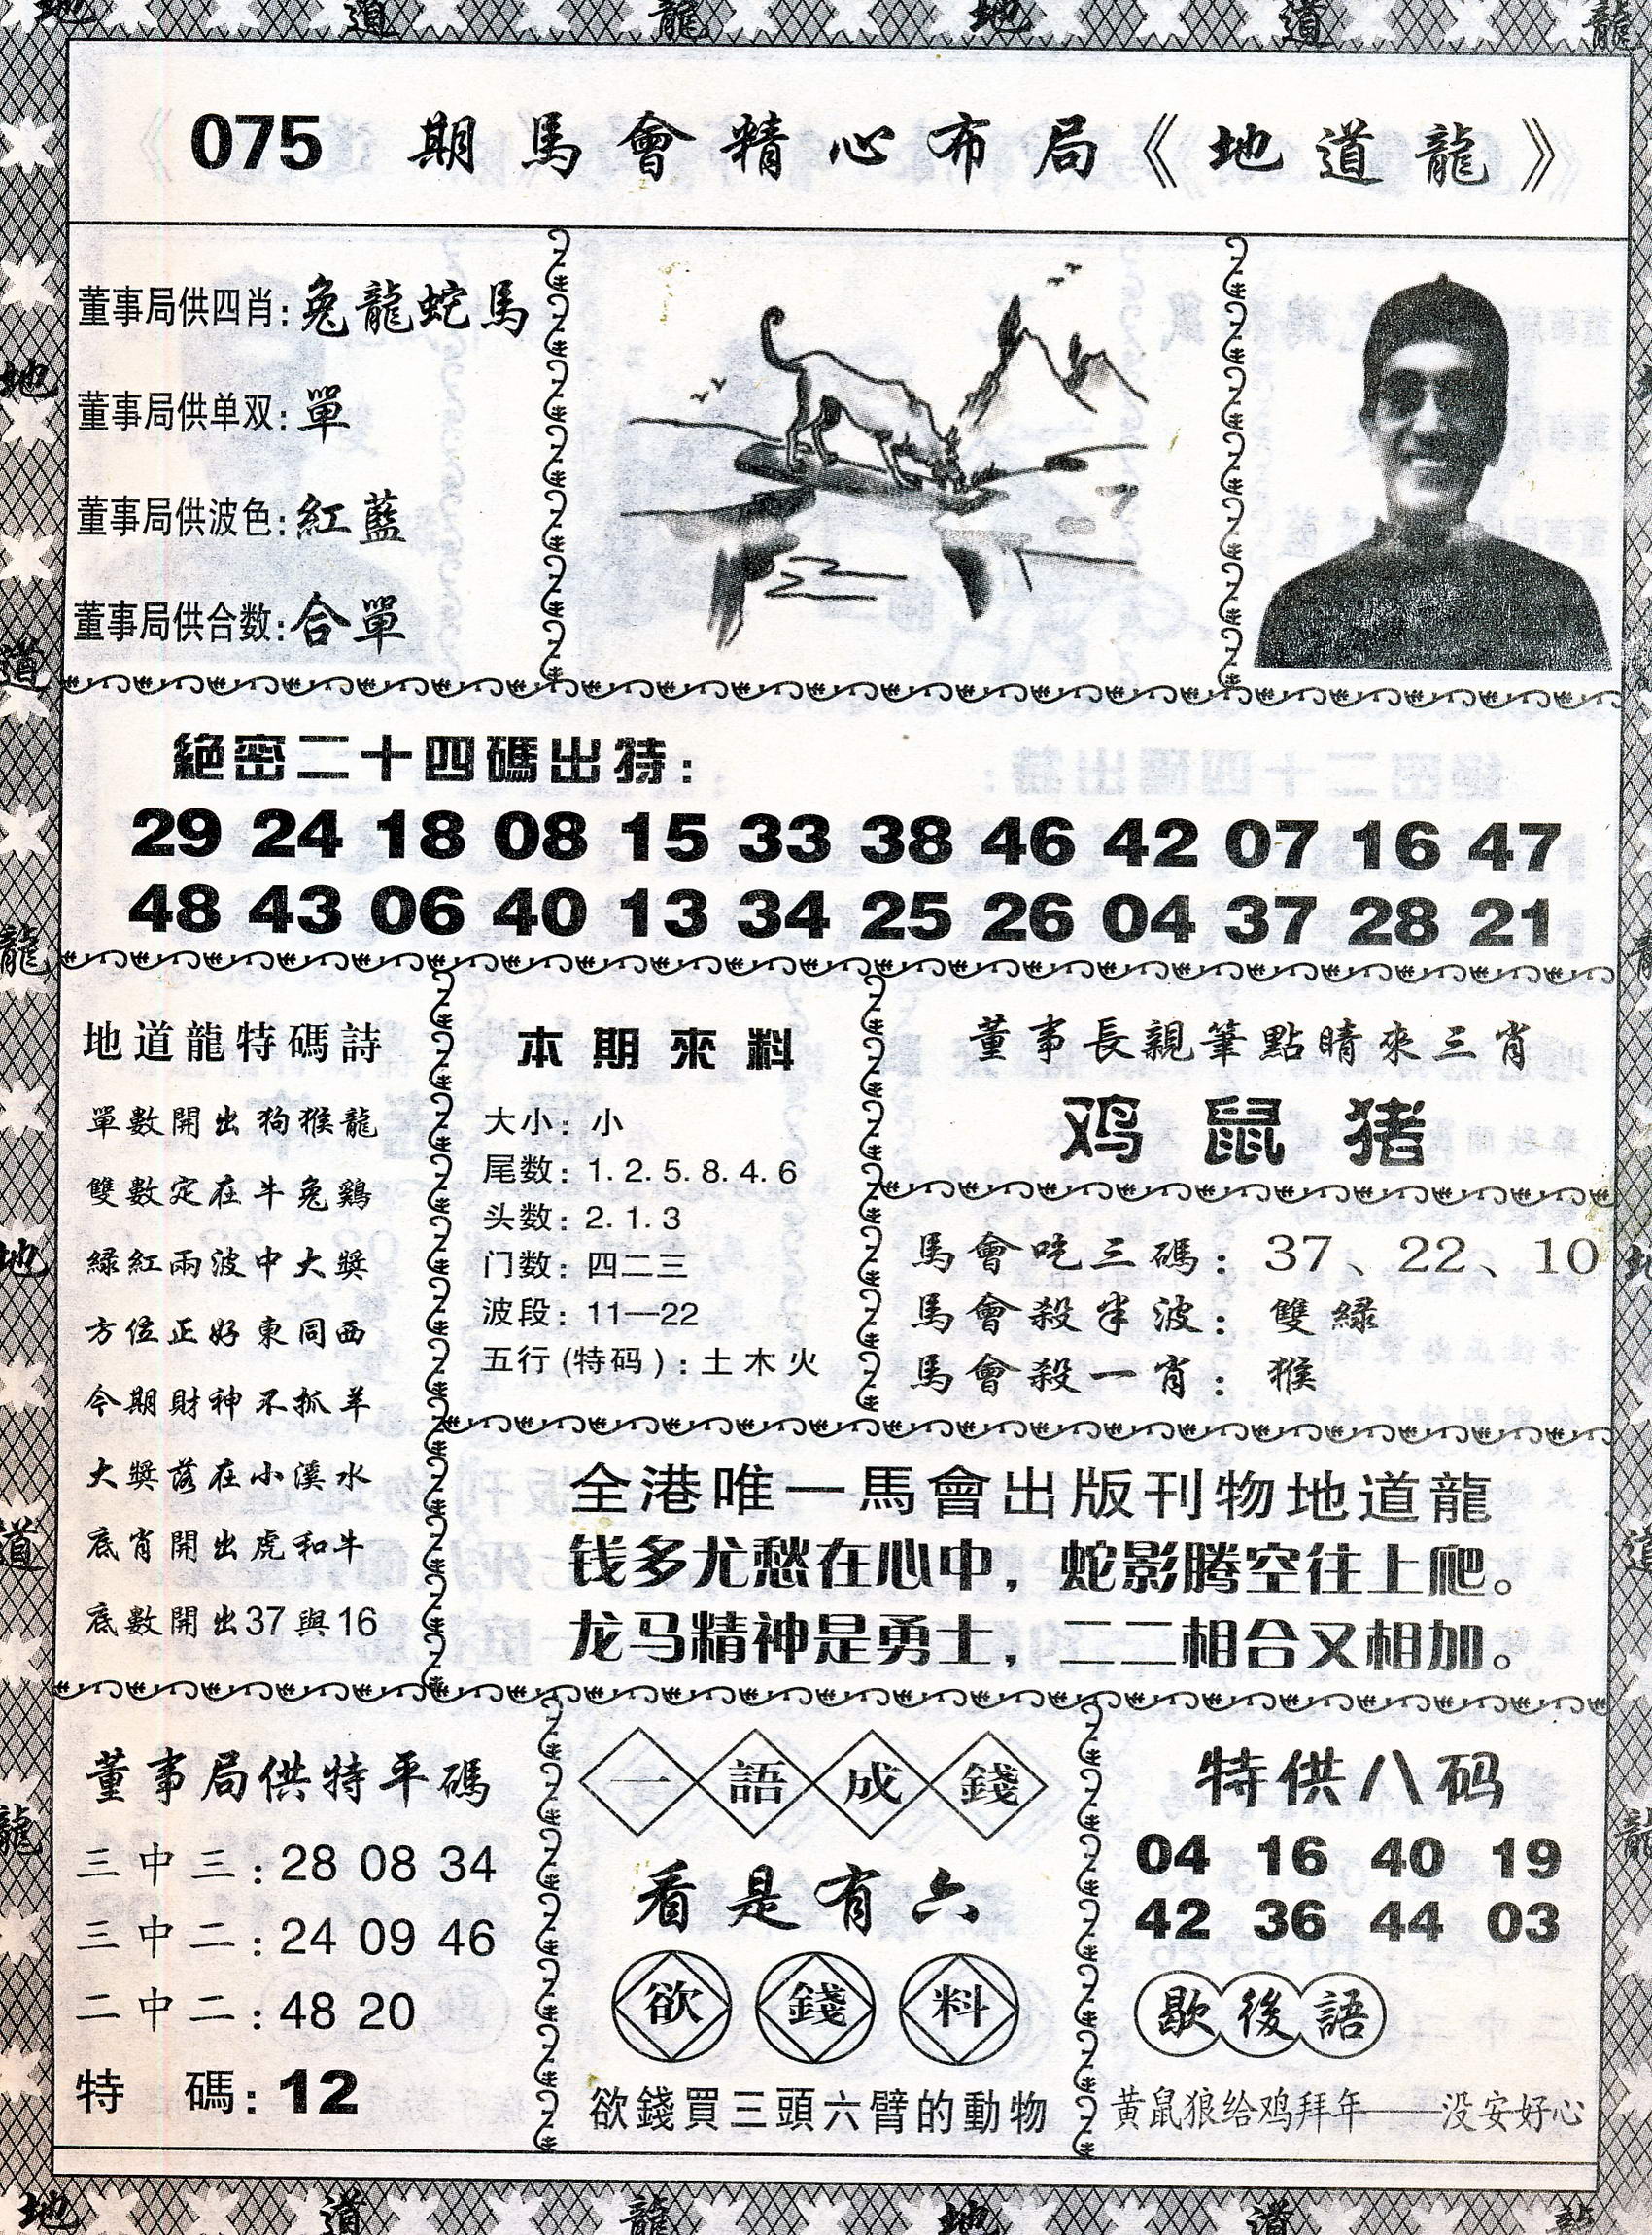 075 期馬會精心布局《地道龍》
董事局供四肖:兔龍蛇馬
董事局供单双:單
董事局供波色:紅藍
董事局供合数:合單
絕密二十四碼出特:
29 24 18 08 15 33 38 46 42 07 16 47
48 43 06 40 13 34 25 26 04 37 28 21
地道龍特碼詩
單數開出狗猴龍
雙數定在牛兔鷄
緑紅兩波中大獎
方位正好東同西
今期財神不抓羊
大獎落在小溪水
底肖開出虎和牛
底數開出37與16
本期來料
大小:小
尾数:1.2.5.8.4.6
头数:2.1.3
门数:四二三
波段:11—22
五行(特码):土木火
董事長親筆點睛來三肖
鸡鼠猪
馬會吃三碼:37、22、10
馬會殺半波:雙緑
馬會殺一肖:猴
全港唯一馬會出版刊物地道龍
钱多尤愁在心中，蛇影腾空往上爬。
龙马精神是勇士，二二相合又相加。
董事局供特平碼
三中三:28 08 34
三中二:24 09 46
二中二:48 20
特 碼:12
一語成錢
看是有六
欲錢料
欲錢買三頭六臂的動物
特供八码
04 16 40 19
42 36 44 03
歇後語
黄鼠狼给鸡拜年——没安好心